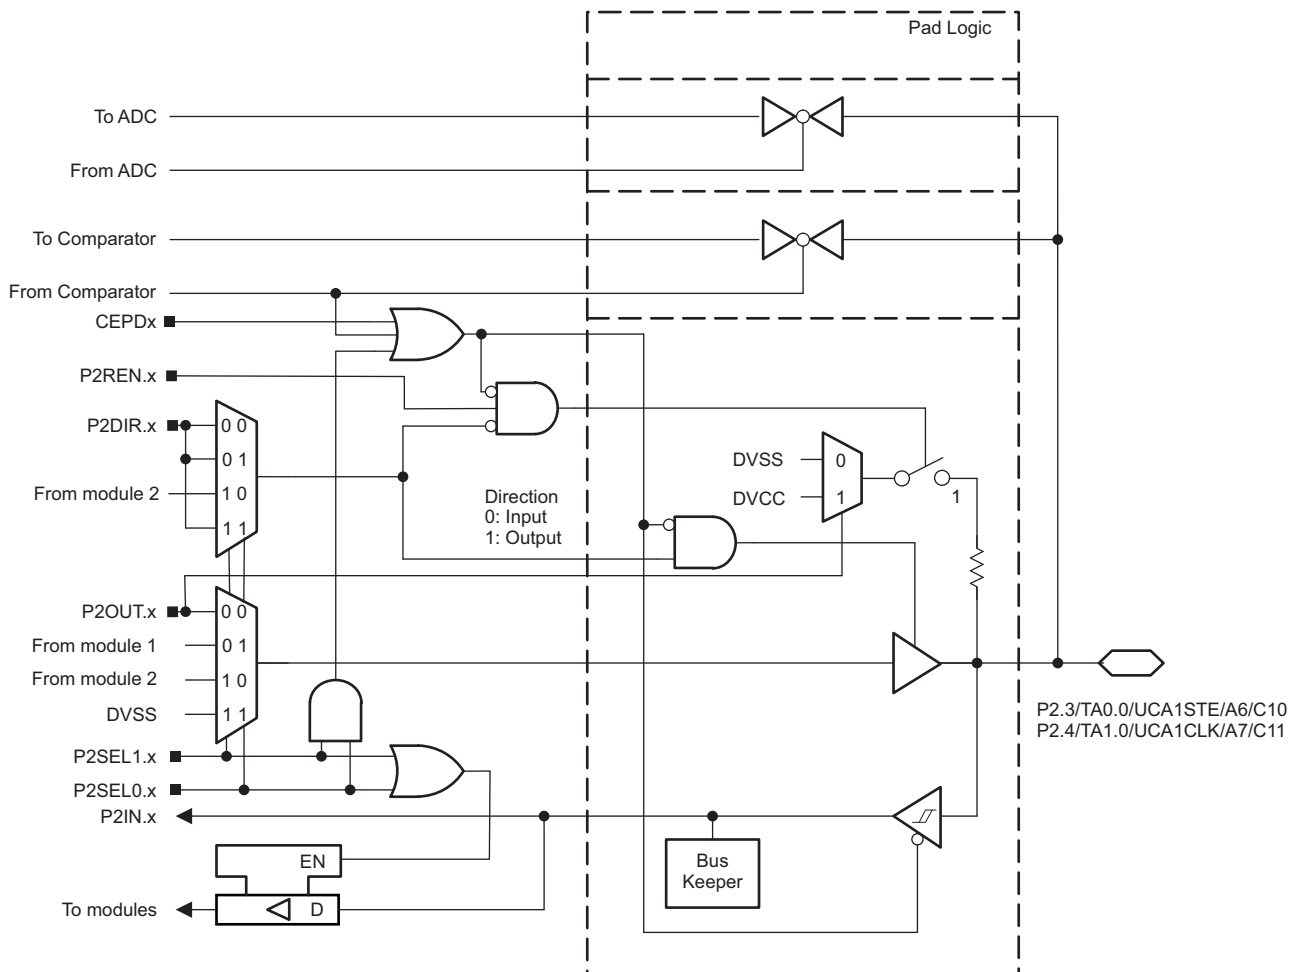 Pad Logic
To ADC
From ADC
To Comparator
From Comparator
CEPDx
P2REN.x
P2DIR.x
0 0
0 1
From module 2
1 0
1 1
Direction
0: Input
1: Output
DVSS
0
DVCC
1
1
P2OUT.x
0 0
From module 1
0 1
From module 2
1 0
DVSS
1 1
P2SEL1.x
P2SEL0.x
P2IN.x
P2.3/TA0.0/UCA1STE/A6/C10
P2.4/TA1.0/UCA1CLK/A7/C11
Bus
Keeper
EN
To modules
D